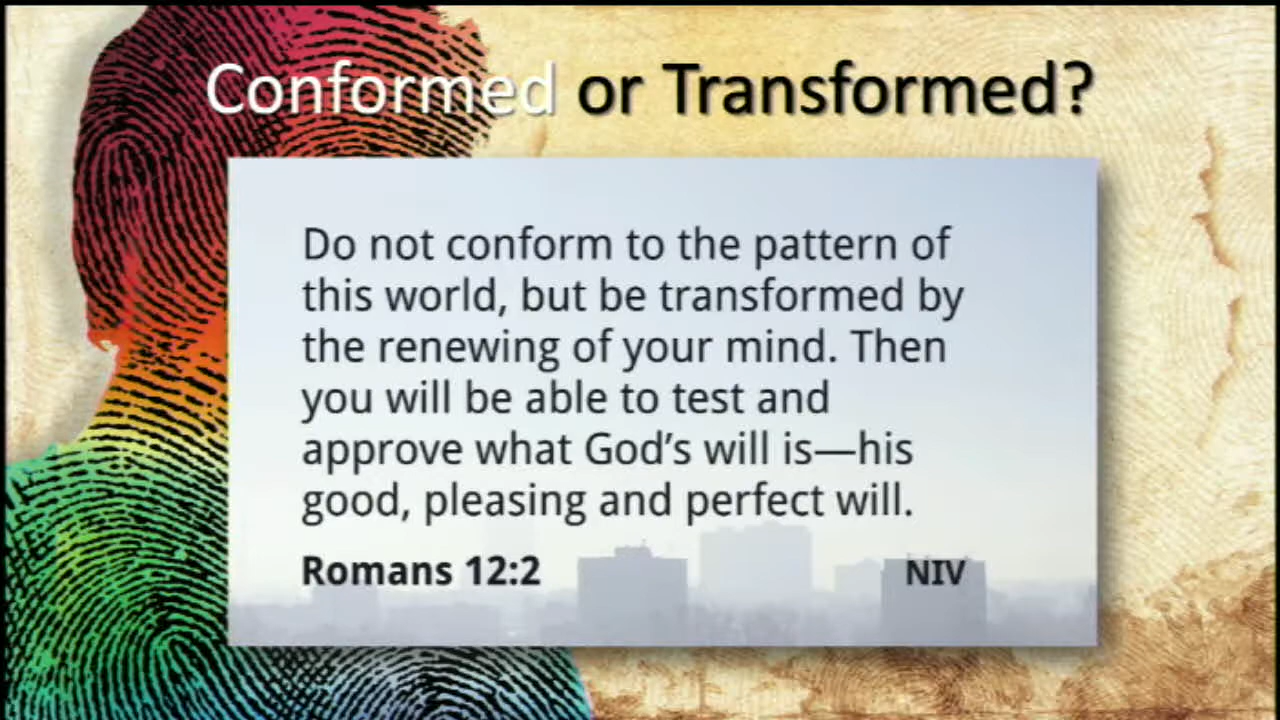 Conformed or Transformed?
Do not conform to the pattern of
this world, but be transformed by
the renewing of your mind. Then
you will be able to test and
approve what God’s will is—his
good, pleasing and perfect will.
Romans 12:2 NIV